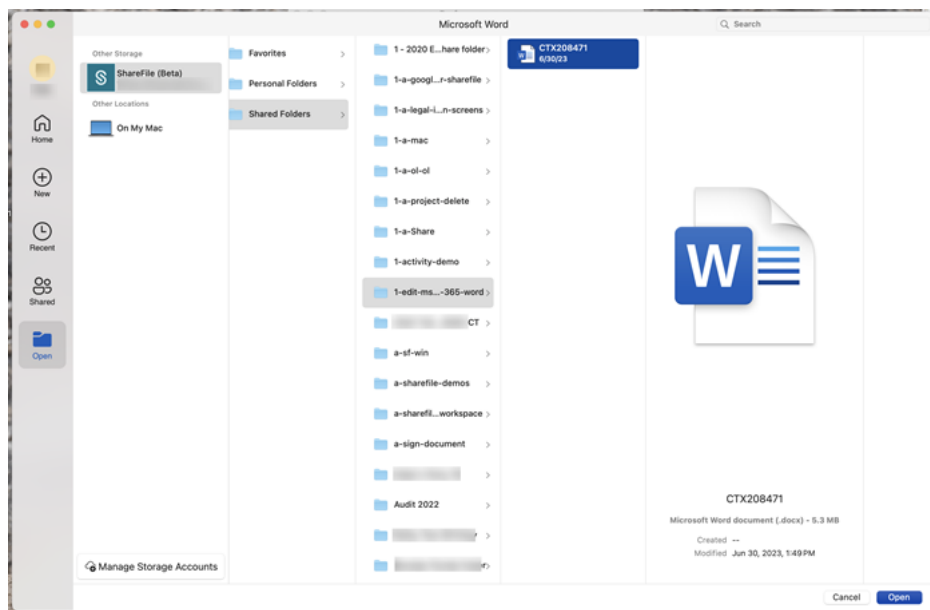 Microsoft Word
Search
Home
New
Recent
Shared
Open
Other Storage
ShareFile (Beta)
Other Locations
On My Mac
Manage Storage Accounts
Favorites
Personal Folders
Shared Folders
1 - 2020 E...hare folder
1-a-googl...r-sharefile
1-a-legal-i...n-screens
1-a-mac
1-a-ol-ol
1-a-project-delete
1-a-Share
1-activity-demo
1-edit-ms...-365-word
CT
a-sf-win
a-sharefile-demos
a-sharefil...workspace
a-sign-document
Audit 2022
CTX208471
6/30/23
W
CTX208471
Microsoft Word document (.docx) - 5.3 MB
Created --
Modified Jun 30, 2023, 1:49 PM
Cancel
Open